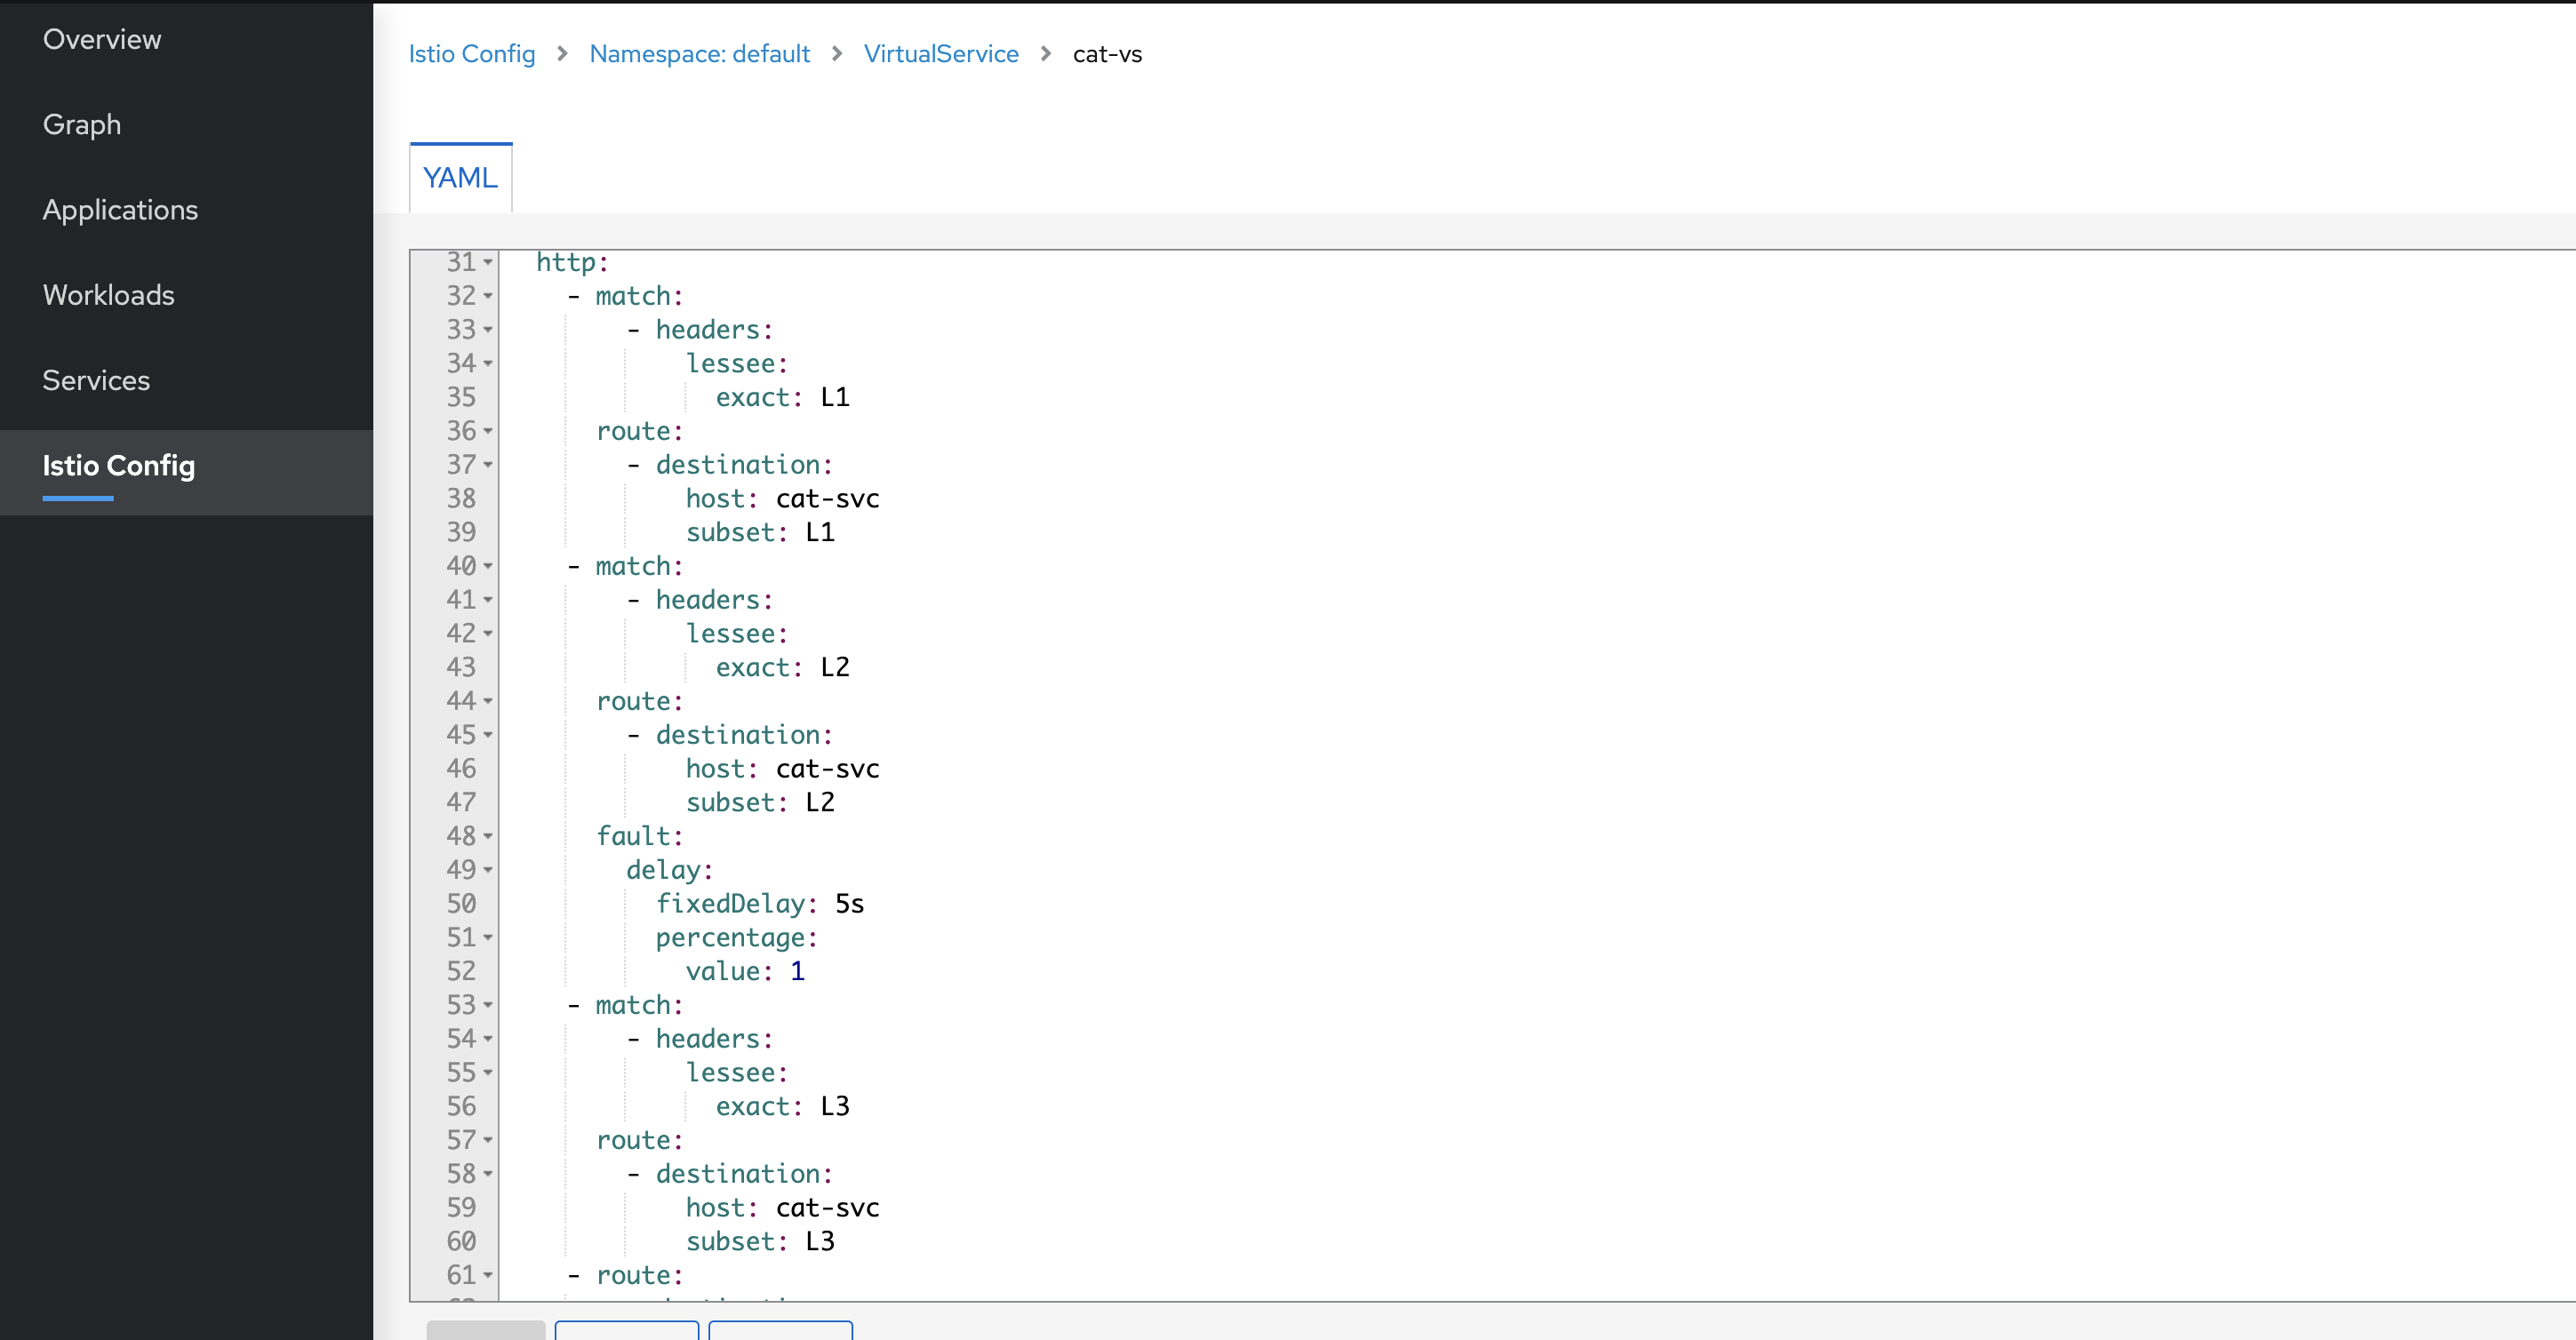 Overview
Graph
Applications
Workloads
Services
Istio Config
Istio Config > Namespace: default > VirtualService > cat-vs
YAML
31 http:
32 - match:
33 - headers:
34 lessee:
35 exact: L1
36 route:
37 - destination:
38 host: cat-svc
39 subset: L1
40 - match:
41 - headers:
42 lessee:
43 exact: L2
44 route:
45 - destination:
46 host: cat-svc
47 subset: L2
48 fault:
49 delay:
50 fixedDelay: 5s
51 percentage:
52 value: 1
53 - match:
54 - headers:
55 lessee:
56 exact: L3
57 route:
58 - destination:
59 host: cat-svc
60 subset: L3
61 - route: